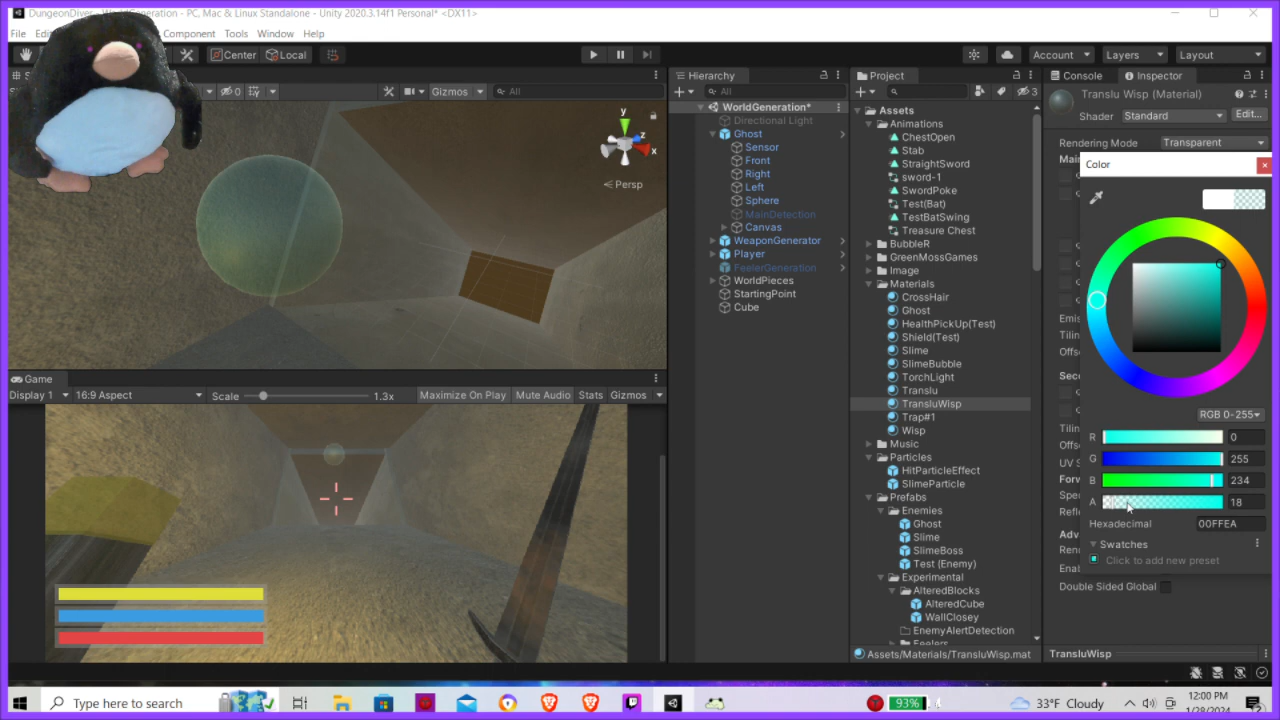 DungeonDiver - WorldGeneration - PC, Mac & Linux Standalone - Unity 2020.3.14f1 Personal* <DX11>
File
Component Tools Window Help
Center Local
Account Layers Layout
Gizmos All
0
y
z
x
Persp
Game
Display 1 16:9 Aspect Scale 1.3x Maximize On Play Mute Audio Stats Gizmos
Hierarchy
All
WorldGeneration*
Directional Light
Ghost
Sensor
Front
Right
Left
Sphere
MainDetection
Canvas
WeaponGenerator
Player
FeelerGeneration
WorldPieces
StartingPoint
Cube
Project
3
Assets
Animations
ChestOpen
Stab
StraightSword
sword-1
SwordPoke
Test(Bat)
TestBatSwing
Treasure Chest
BubbleR
GreenMossGames
Image
Materials
CrossHair
Ghost
HealthPickUp(Test)
Shield(Test)
Slime
SlimeBubble
TorchLight
Translu
TransluWisp
Trap#1
Wisp
Music
Particles
HitParticleEffect
SlimeParticle
Prefabs
Enemies
Ghost
Slime
SlimeBoss
Test (Enemy)
Experimental
AlteredBlocks
AlteredCube
WallClosey
EnemyAlertDetection
Feelers
Assets/Materials/TransluWisp.mat
Console Inspector
Translu Wisp (Material)
Shader Standard Edit...
Rendering Mode Transparent
Color
RGB 0-255
R 0
G 255
B 234
A 18
Hexadecimal 00FFEA
Swatches
Click to add new preset
Double Sided Global
TransluWisp
Type here to search
93%
33°F Cloudy
12:00 PM
1/28/2024